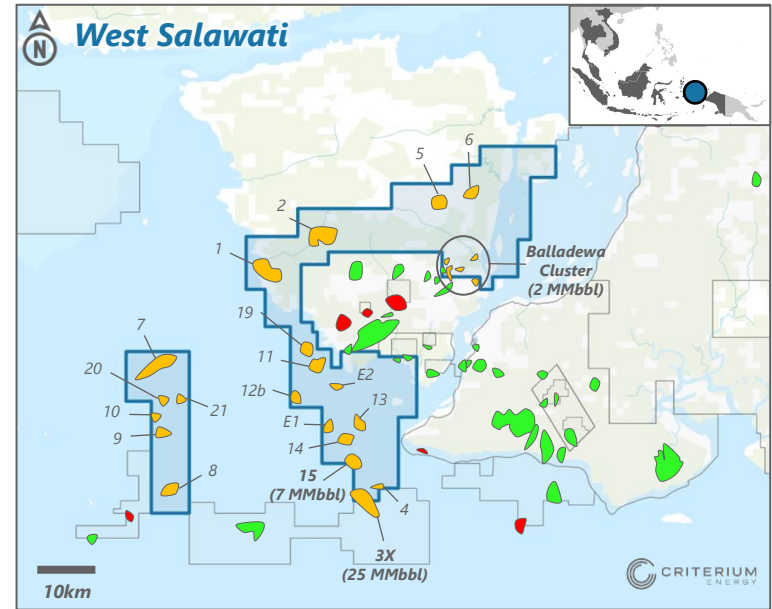 West Salawati
N
6
5
2
1
Balladewa
Cluster
(2 MMbbl)
19
7
11
E2
20
21
12b
13
10
E1
9
14
15
(7 MMbbl)
8
4
3X
(25 MMbbl)
10km
CRITERIUM
ENERGY